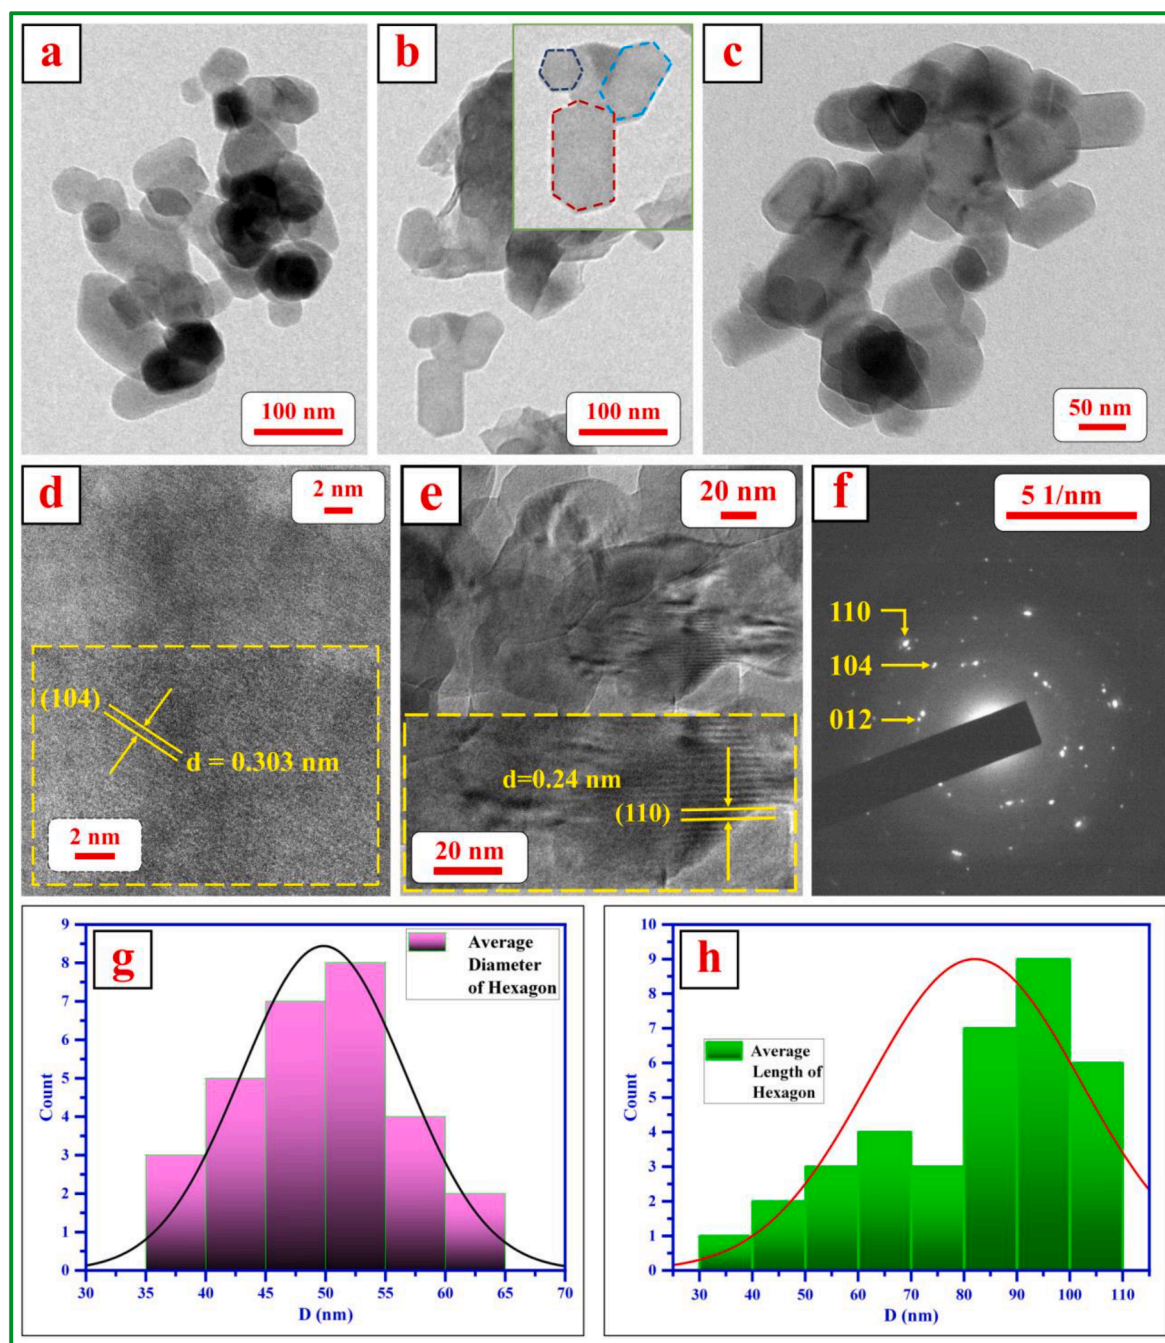 a
100 nm
b
100 nm
c
50 nm
d
2 nm
(104)
d = 0.303 nm
2 nm
e
20 nm
d=0.24 nm
(110)
20 nm
f
5 1/nm
110
104
012
g
Average
Diameter
of Hexagon
9
8
7
6
5
4
3
2
1
0
Count
30 35 40 45 50 55 60 65 70
D (nm)
h
Average
Length of
Hexagon
10
9
8
7
6
5
4
3
2
1
0
Count
30 40 50 60 70 80 90 100 110
D (nm)